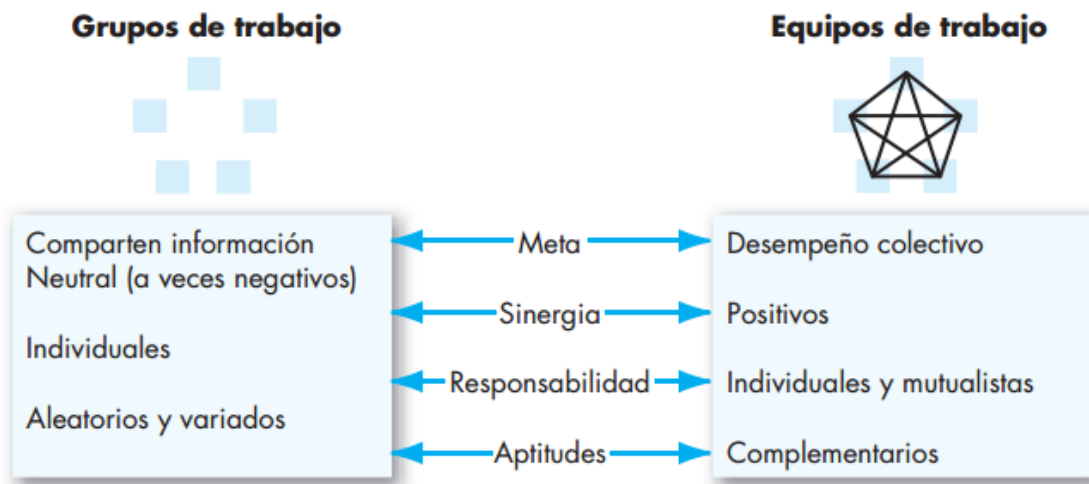 Grupos de trabajo
Equipos de trabajo
Comparten información
Neutral (a veces negativos)
Individuales
Aleatorios y variados
Meta
Sinergia
Responsabilidad
Aptitudes
Desempeño colectivo
Positivos
Individuales y mutualistas
Complementarios